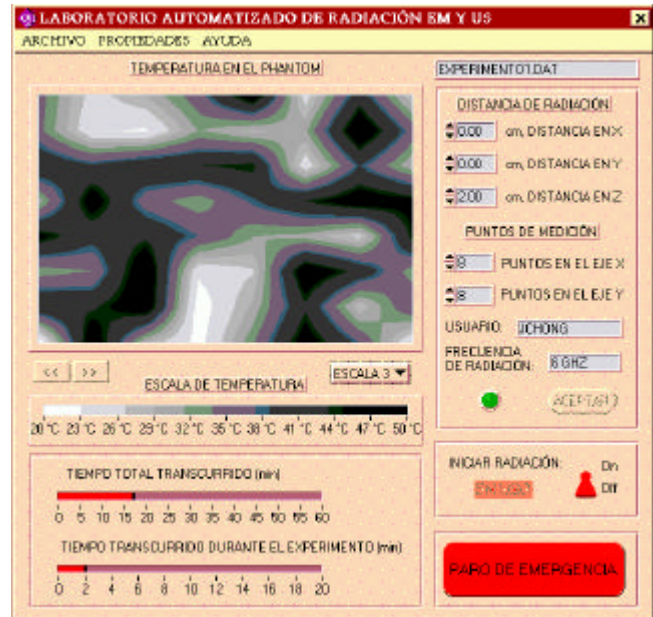 LABORATORIO AUTOMATIZADO DE RADIACIÓN EM Y US
ARCHIVO PROPIEDADES AYUDA
TEMPERATURA EN EL PHANTOM
EXPERIMENTO1.DAT
DISTANCIA DE RADIACIÓN
0.00 cm, DISTANCIA EN X
0.00 cm, DISTANCIA EN Y
2.00 cm. DISTANCIA EN Z
PUNTOS DE MEDICIÓN
PUNTOS EN EL EJE X
8 PUNTOS EN EL EJE Y
USUARIO: JCHONG
FRECUENCIA
DE RADIACIÓN: 6 GHZ
ACEPTAR
<< >>
ESCALA DE TEMPERATURA
ESCALA 3
20 °C 23 °C 26 °C 29 °C 32 °C 35 °C 38 °C 41 °C 44 °C 47 °C 50 °C
TIEMPO TOTAL TRANSCURRIDO (min)
0 5 10 15 20 25 30 35 40 45 50 55 60
TIEMPO TRANSCURRIDO DURANTE EL EXPERIMENTO (min)
0 2 4 6 8 10 12 14 16 18 20
INICIAR RADIACIÓN:
EN USO
On
Off
PARO DE EMERGENCIA